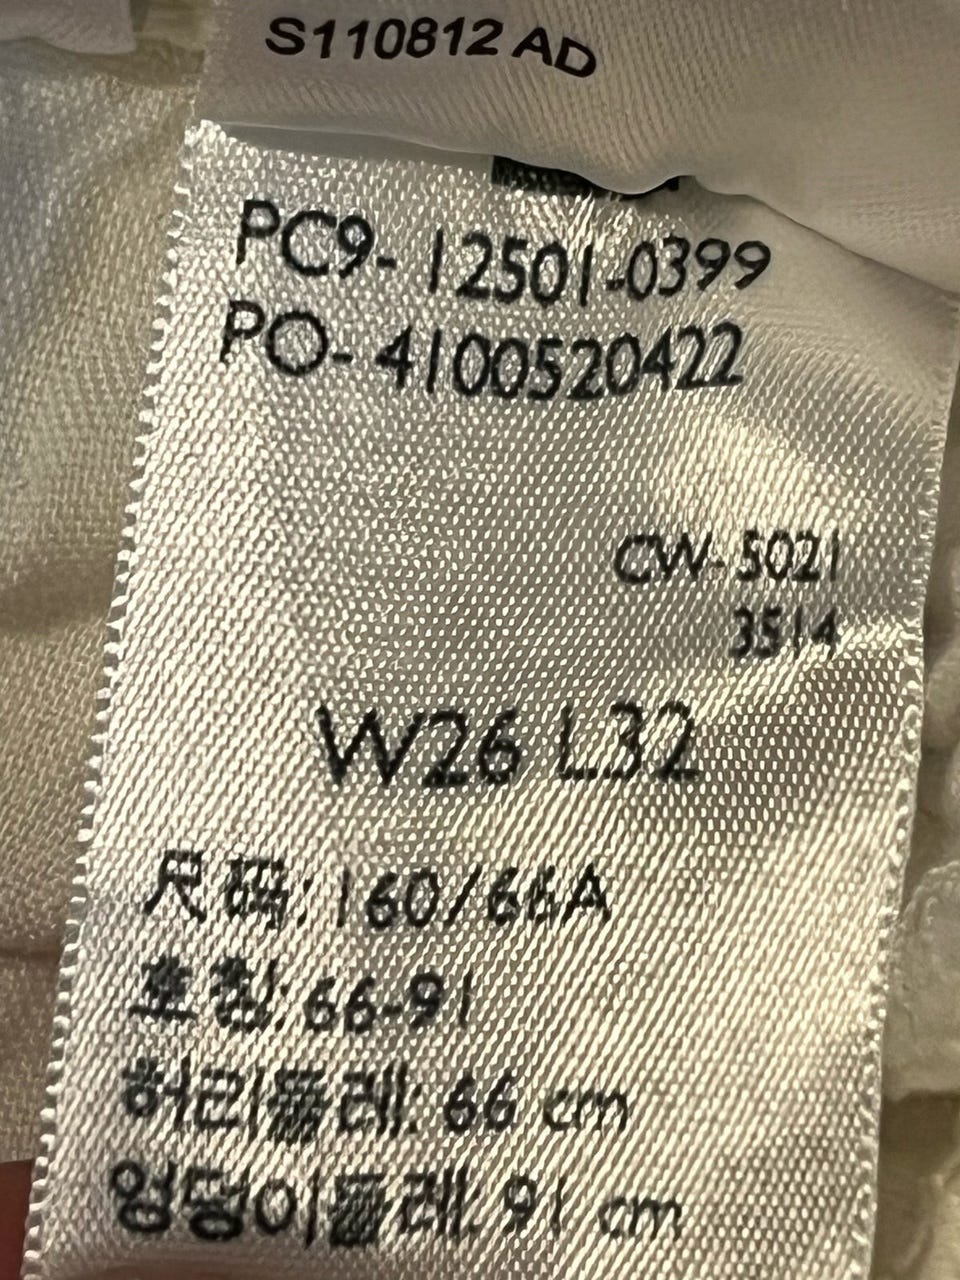 S110812 AD
PC9-12501-0399
PO-4100520422
CW-5021
3514
W26 L32
尺码: 160/66A
호칭: 66-91
허리둘레: 66 cm
엉덩이둘레: 91 cm